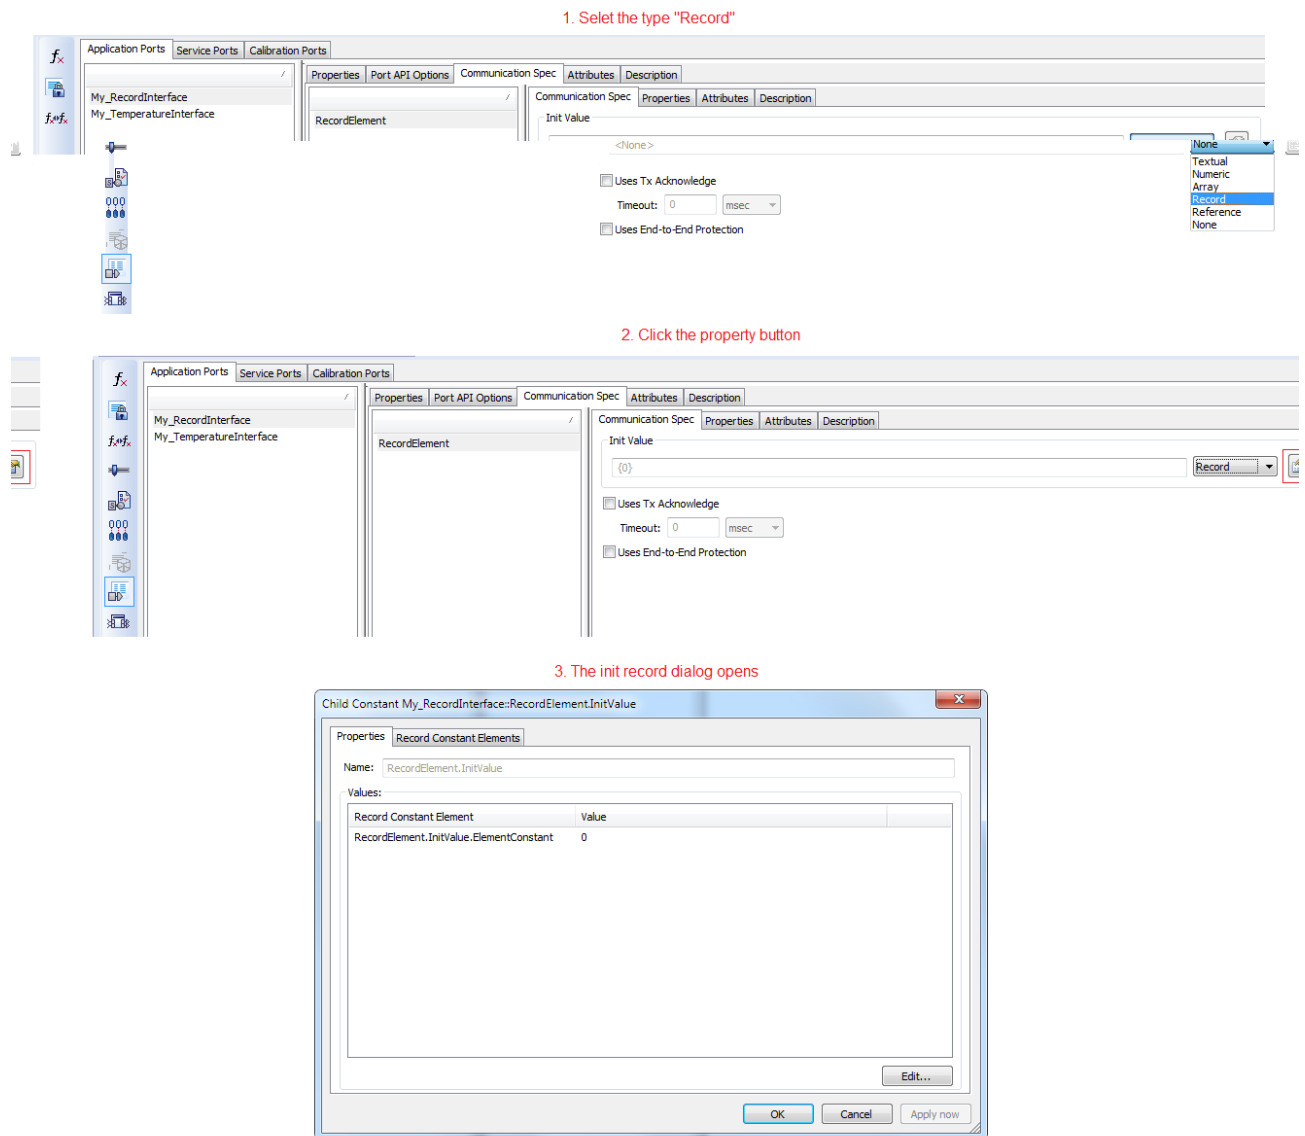 1. Selet the type "Record"
Application Ports Service Ports Calibration Ports
Properties Port API Options Communication Spec Attributes Description
My_RecordInterface
My_TemperatureInterface
RecordElement
Communication Spec Properties Attributes Description
Init Value
<None>
None
Textual
Numeric
Array
Record
Reference
None
Uses Tx Acknowledge
Timeout: 0 msec
Uses End-to-End Protection
2. Click the property button
Application Ports Service Ports Calibration Ports
Properties Port API Options Communication Spec Attributes Description
My_RecordInterface
My_TemperatureInterface
RecordElement
Communication Spec Properties Attributes Description
Init Value
{0} Record
Uses Tx Acknowledge
Timeout: 0 msec
Uses End-to-End Protection
3. The init record dialog opens
Child Constant My_RecordInterface::RecordElement.InitValue
Properties Record Constant Elements
Name: RecordElement.InitValue
Values:
Record Constant Element Value
RecordElement.InitValue.ElementConstant 0
Edit...
OK Cancel Apply now